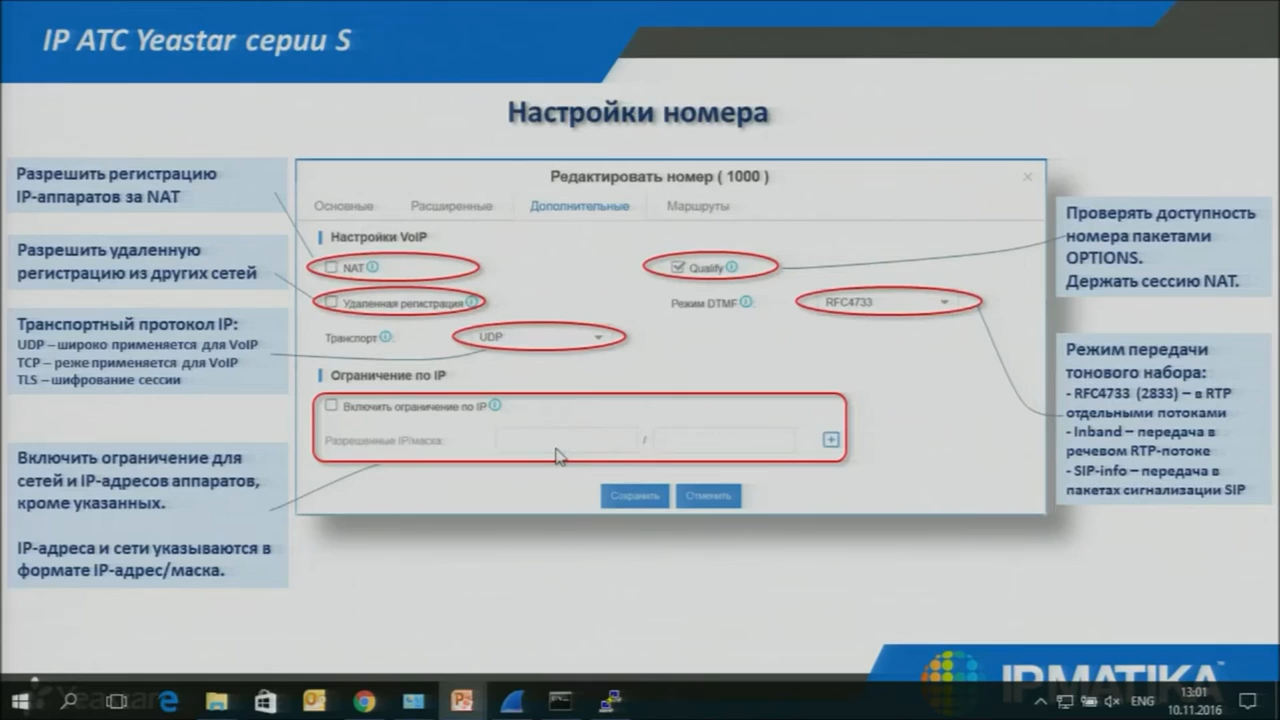 IP АТС Yeastar серии S
Настройки номера
Разрешить регистрацию
IP-аппаратов за NAT
Разрешить удаленную
регистрацию из других сетей
Транспортный протокол IP:
UDP – широко применяется для VoIP
TCP – реже применяется для VoIP
TLS – шифрование сессии
Включить ограничение для
сетей и IP-адресов аппаратов,
кроме указанных.
IP-адреса и сети указываются в
формате IP-адрес/маска.
Редактировать номер ( 1000 )
×
Основные Расширенные Дополнительные Маршруты
Настройки VoIP
NAT Qualify
Удаленная регистрация Режим DTMF : RFC4733
Транспорт : UDP
Ограничение по IP
Включить ограничение по IP
Разрешенные IP/маска: / +
Сохранить Отменить
Проверять доступность
номера пакетами
OPTIONS.
Держать сессию NAT.
Режим передачи
тонового набора:
- RFC4733 (2833) – в RTP
отдельными потоками
- Inband – передача в
речевом RTP-потоке
- SIP-info – передача в
пакетах сигнализации SIP
IPMATIKA
Yeastar
ENG
13:01
10.11.2016